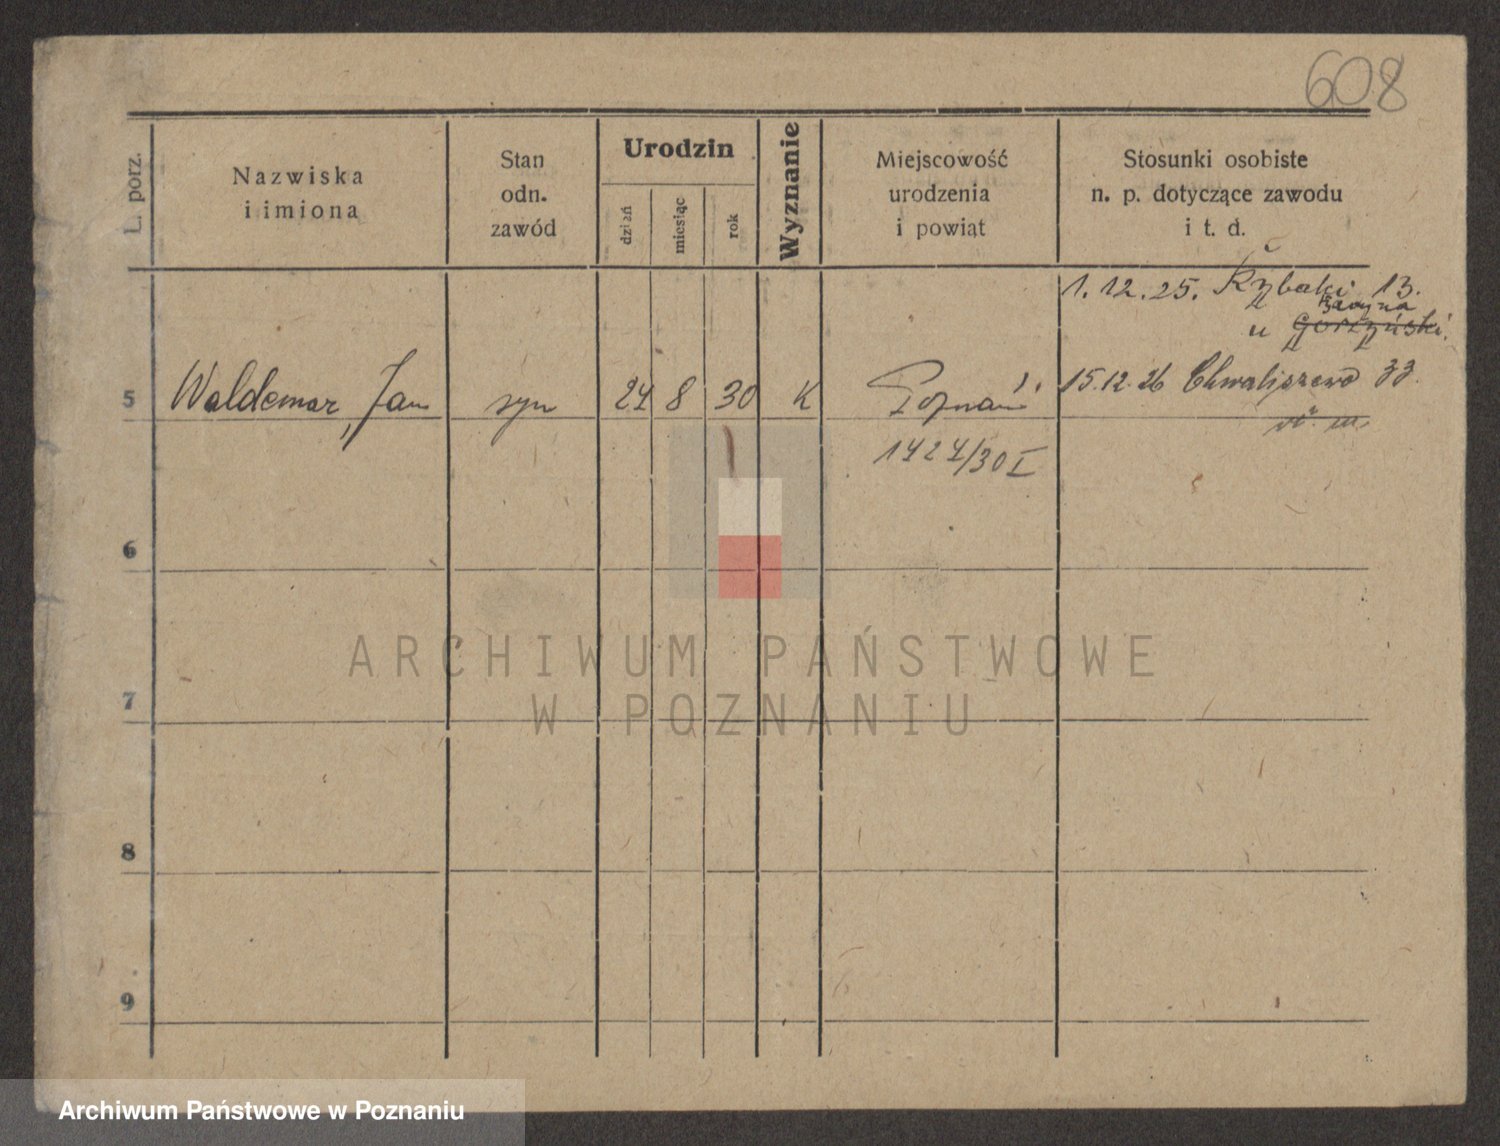 608
L. porz.
Nazwiska
i imiona
Stan
odn.
zawód
Urodzin
dzień
miesiąc
rok
Wyznanie
Miejscowość
urodzenia
i powiąt
Stosunki osobiste
n. p. dotyczące zawodu
i t. d.
1. 12. 25. Rybaki 13.
u Gorzyński
5 Waldemar, Jan syn 24 8 30 K Poznań 15.12.26 Chwaliszewo 33.
1424/30 I
6
7
8
9
ARCHIWUM PAŃSTWOWE
W POZNANIU
Archiwum Państwowe w Poznaniu